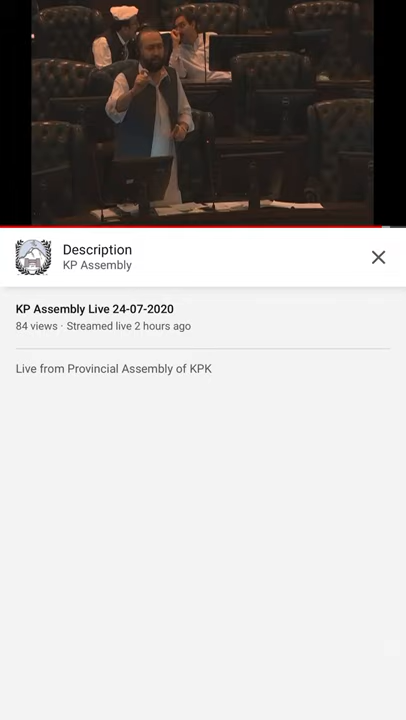 Description
KP Assembly
KP Assembly Live 24-07-2020
84 views · Streamed live 2 hours ago
Live from Provincial Assembly of KPK